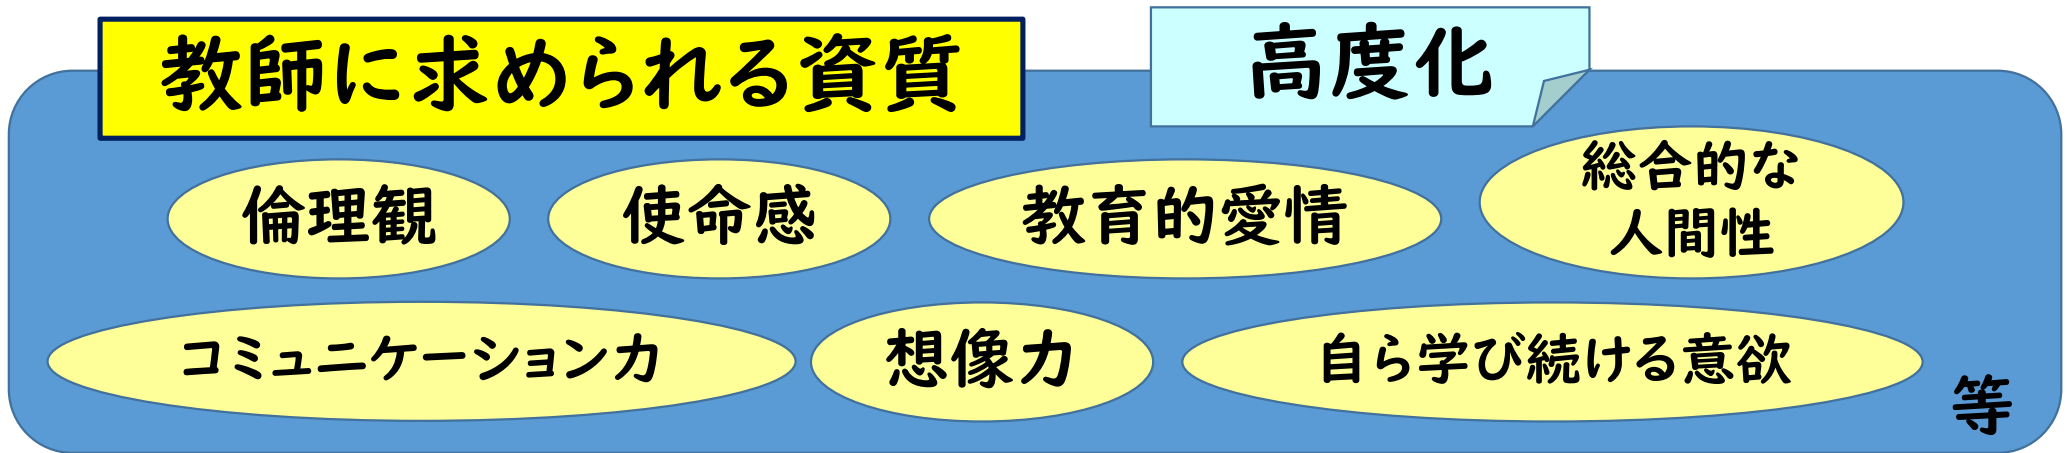 教師に求められる資質
高度化
倫理観
使命感
教育的愛情
総合的な
人間性
コミュニケーション力
想像力
自ら学び続ける意欲
等